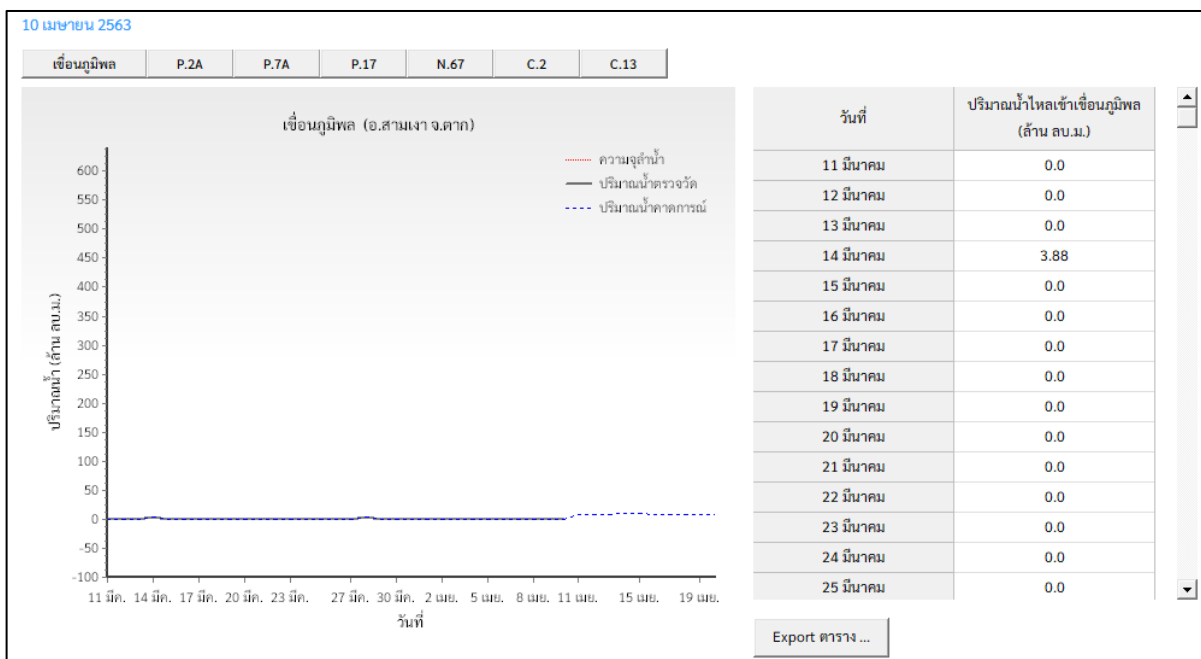 10 เมษายน 2563
เขื่อนภูมิพล P.2A P.7A P.17 N.67 C.2 C.13
เขื่อนภูมิพล (อ.สามเงา จ.ตาก)
ความจุลำน้ำ
ปริมาณน้ำตรวจวัด
ปริมาณน้ำคาดการณ์
ปริมาณน้ำ (ล้าน ลบ.ม.)
600
550
500
450
400
350
300
250
200
150
100
50
0
-50
-100
11 มีค. 14 มีค. 17 มีค. 20 มีค. 23 มีค. 27 มีค. 30 มีค. 2 เมย. 5 เมย. 8 เมย. 11 เมย. 15 เมย. 19 เมย.
วันที่
วันที่ ปริมาณน้ำไหลเข้าเขื่อนภูมิพล
(ล้าน ลบ.ม.)
11 มีนาคม 0.0
12 มีนาคม 0.0
13 มีนาคม 0.0
14 มีนาคม 3.88
15 มีนาคม 0.0
16 มีนาคม 0.0
17 มีนาคม 0.0
18 มีนาคม 0.0
19 มีนาคม 0.0
20 มีนาคม 0.0
21 มีนาคม 0.0
22 มีนาคม 0.0
23 มีนาคม 0.0
24 มีนาคม 0.0
25 มีนาคม 0.0
Export ตาราง ...